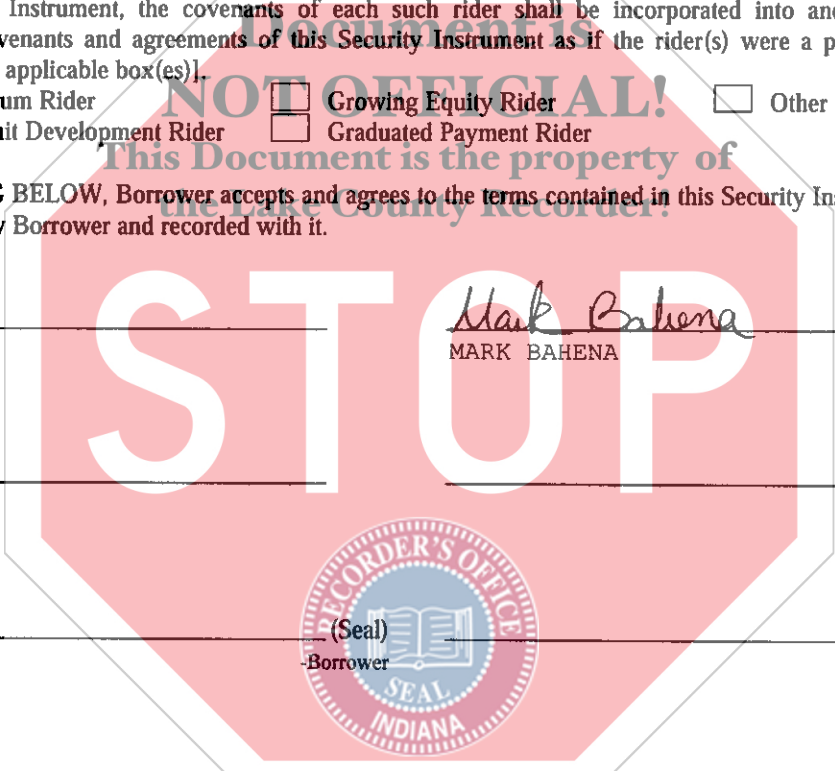 Instrument, the covenants of each such rider shall be incorporated into and
venants and agreements of this Security Instrument as if the rider(s) were a p
applicable box(es)].
um Rider Growing Equity Rider Other
it Development Rider Graduated Payment Rider
Document is
NOT OFFICIAL!
This Document is the property of
the Lake County Recorder!
BELOW, Borrower accepts and agrees to the terms contained in this Security Ins
Borrower and recorded with it.
STOP
Mark Bahena
MARK BAHENA
(Seal)
-Borrower
RECORDER'S OFFICE
SEAL
INDIANA